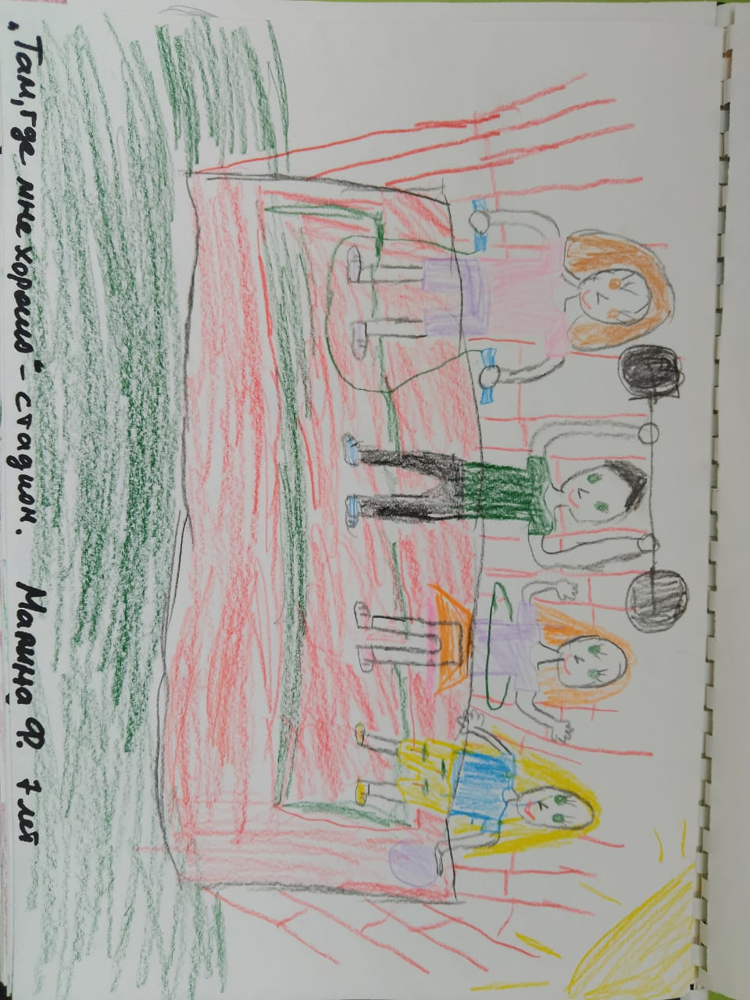 "Там, где мне хорошо" - стадион. Марина Ф. 7 лет